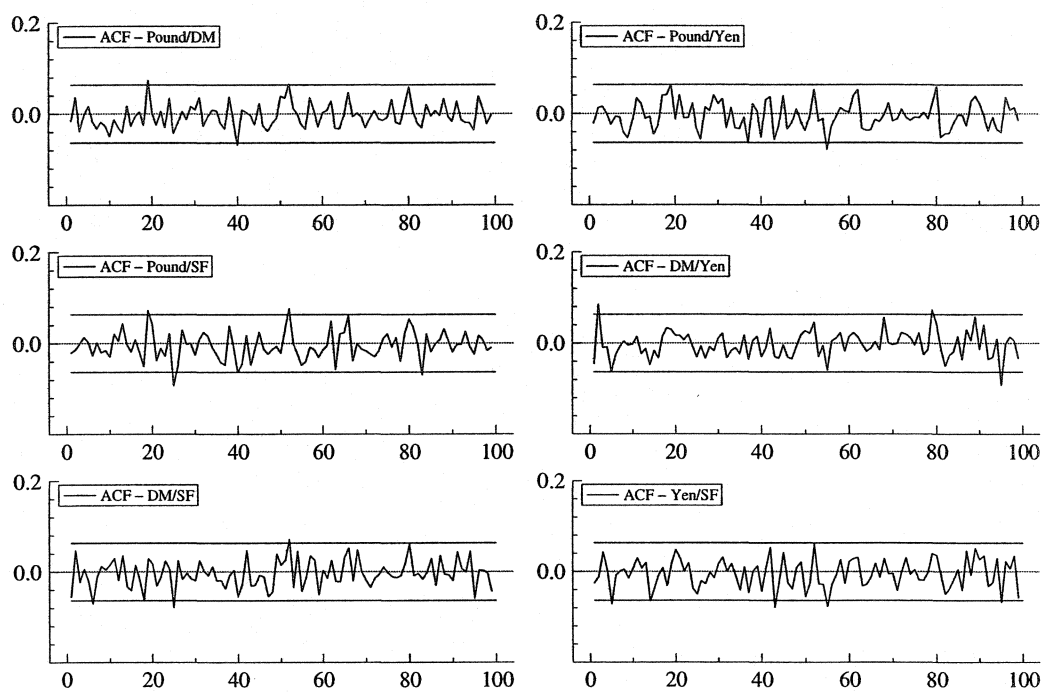 0.2
ACF – Pound/DM
0.0
0 20 40 60 80 100
0.2
ACF – Pound/Yen
0.0
0 20 40 60 80 100
0.2
ACF – Pound/SF
0.0
0 20 40 60 80 100
0.2
ACF – DM/Yen
0.0
0 20 40 60 80 100
0.2
ACF – DM/SF
0.0
0 20 40 60 80 100
0.2
ACF – Yen/SF
0.0
0 20 40 60 80 100